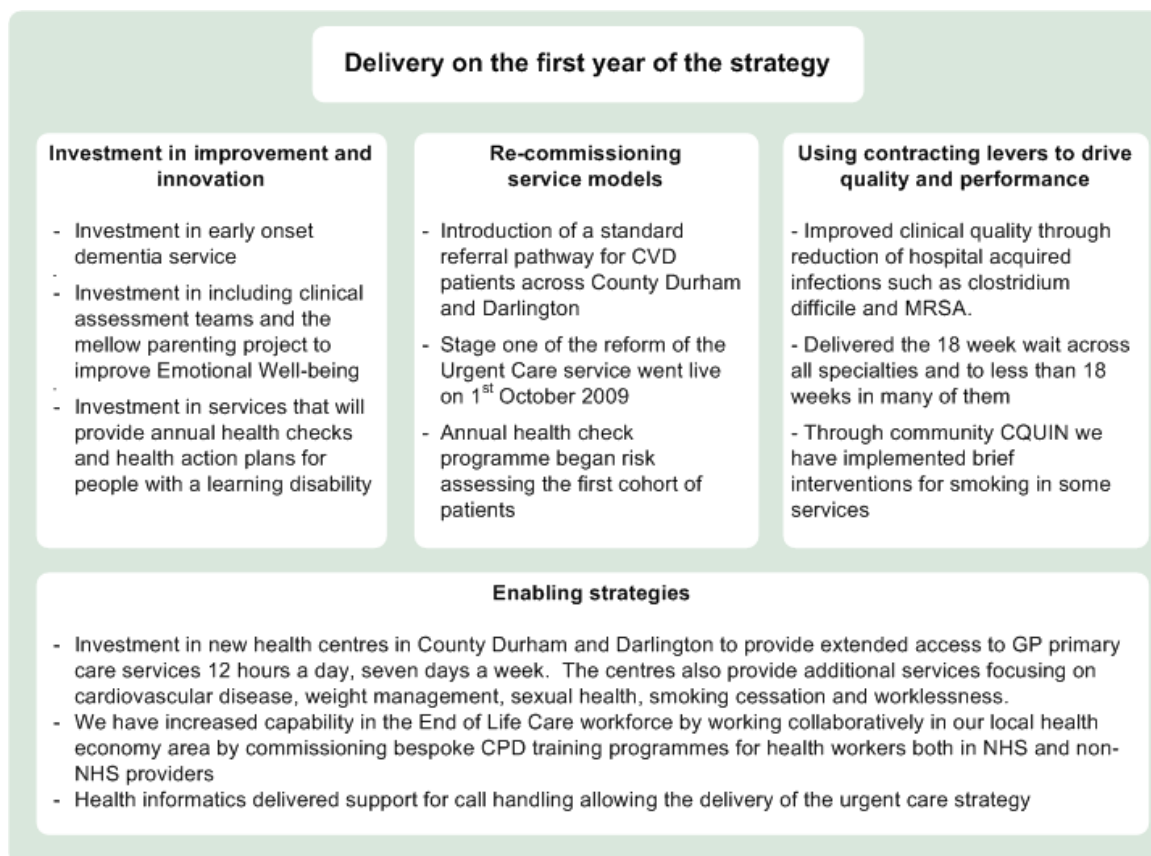 Delivery on the first year of the strategy
Investment in improvement and
innovation
- Investment in early onset
dementia service
- Investment in including clinical
assessment teams and the
mellow parenting project to
improve Emotional Well-being
- Investment in services that will
provide annual health checks
and health action plans for
people with a learning disability
Re-commissioning
service models
- Introduction of a standard
referral pathway for CVD
patients across County Durham
and Darlington
- Stage one of the reform of the
Urgent Care service went live
on 1st October 2009
- Annual health check
programme began risk
assessing the first cohort of
patients
Using contracting levers to drive
quality and performance
- Improved clinical quality through
reduction of hospital acquired
infections such as clostridium
difficile and MRSA.
- Delivered the 18 week wait across
all specialties and to less than 18
weeks in many of them
- Through community CQUIN we
have implemented brief
interventions for smoking in some
services
Enabling strategies
- Investment in new health centres in County Durham and Darlington to provide extended access to GP primary
care services 12 hours a day, seven days a week.  The centres also provide additional services focusing on
cardiovascular disease, weight management, sexual health, smoking cessation and worklessness.
- We have increased capability in the End of Life Care workforce by working collaboratively in our local health
economy area by commissioning bespoke CPD training programmes for health workers both in NHS and non-
NHS providers
- Health informatics delivered support for call handling allowing the delivery of the urgent care strategy